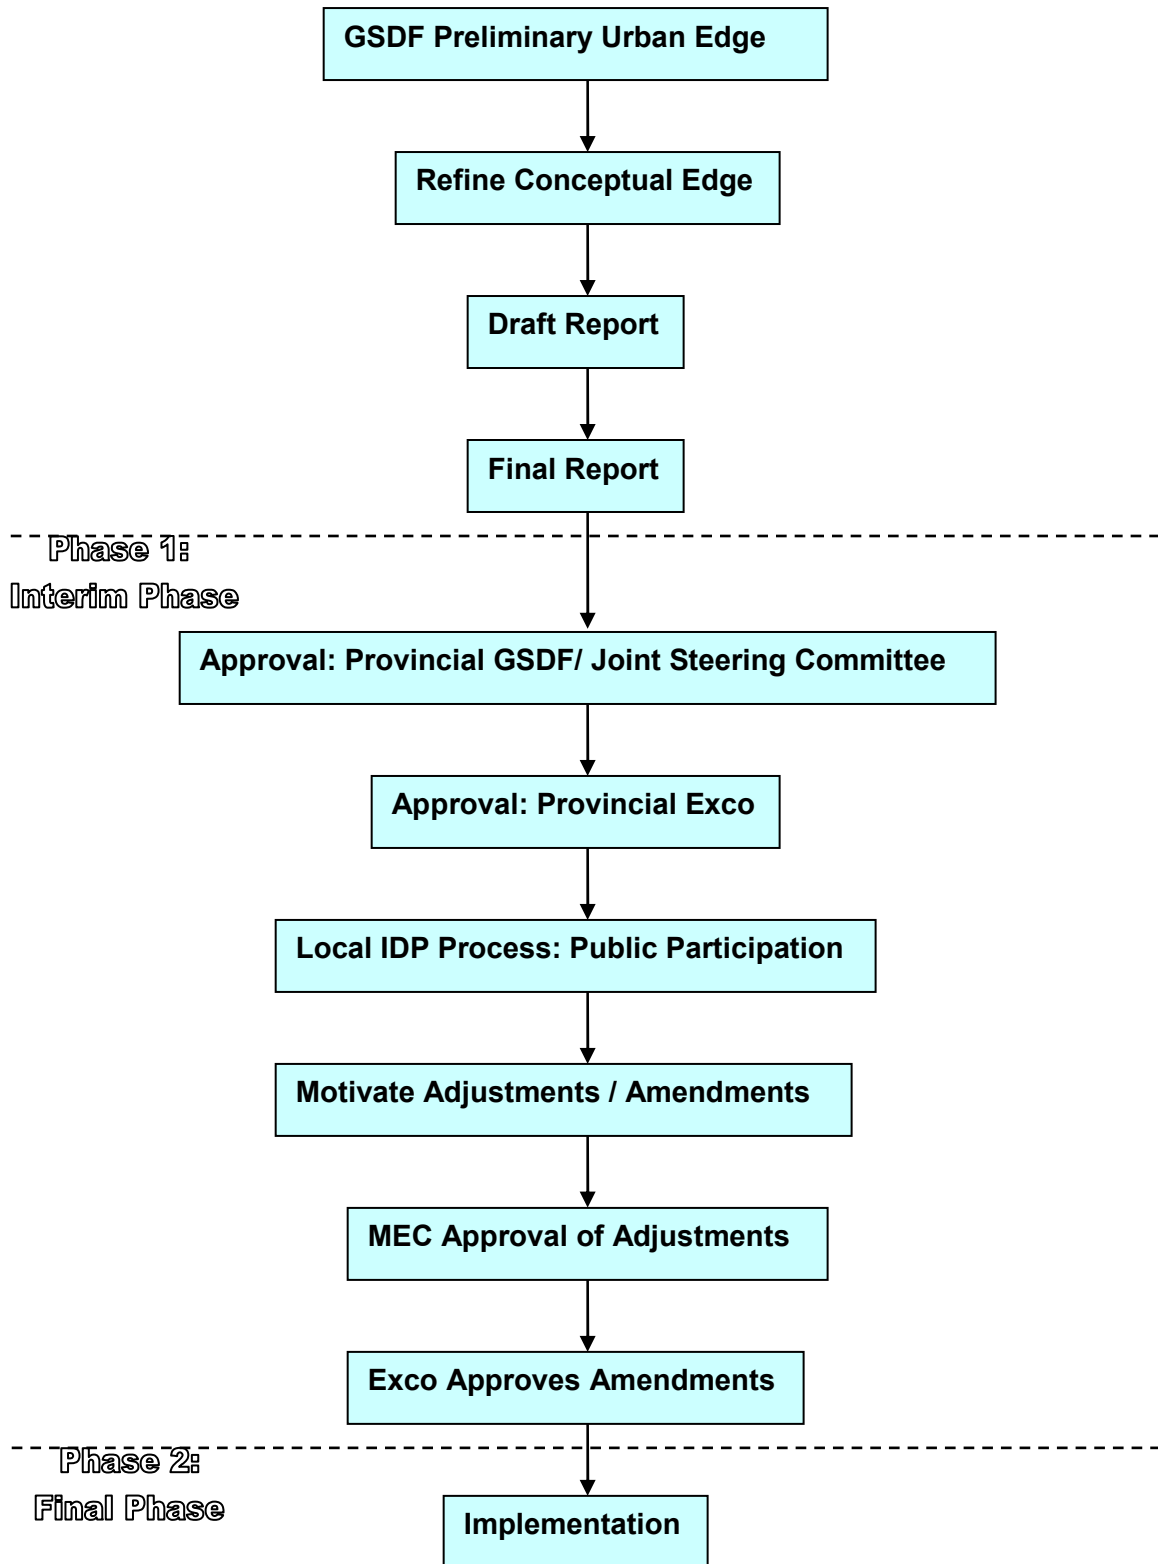 GSDF Preliminary Urban Edge
Refine Conceptual Edge
Draft Report
Final Report
Phase 1:
Interim Phase
Approval: Provincial GSDF/ Joint Steering Committee
Approval: Provincial Exco
Local IDP Process: Public Participation
Motivate Adjustments / Amendments
MEC Approval of Adjustments
Exco Approves Amendments
Phase 2:
Final Phase
Implementation